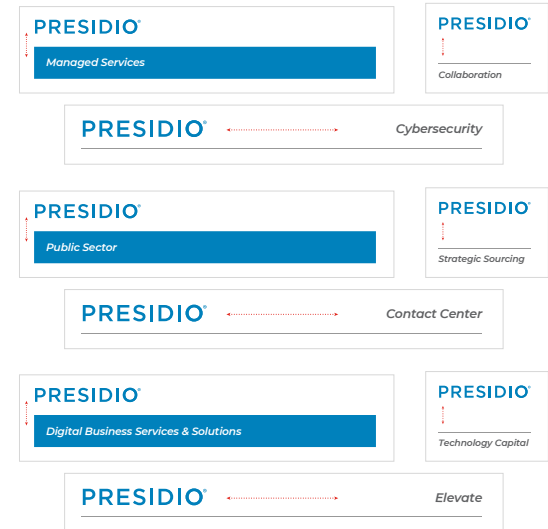 PRESIDIO®
Managed Services
PRESIDIO®
Collaboration
PRESIDIO® Cybersecurity
PRESIDIO®
Public Sector
PRESIDIO®
Strategic Sourcing
PRESIDIO® Contact Center
PRESIDIO®
Digital Business Services & Solutions
PRESIDIO®
Technology Capital
PRESIDIO® Elevate